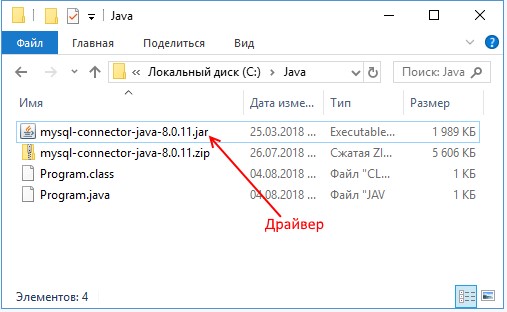 Java
Файл Главная Поделиться Вид
Локальный диск (C:) Java Поиск: Java
Имя Дата изме... Тип Размер
mysql-connector-java-8.0.11.jar 25.03.2018 ... Executable... 1 989 КБ
mysql-connector-java-8.0.11.zip 26.07.2018 ... Сжатая ZI... 5 606 КБ
Program.class 04.08.2018 ... Файл "CL... 1 КБ
Program.java 04.08.2018 ... Файл "JAV 1 КБ
Драйвер
Элементов: 4